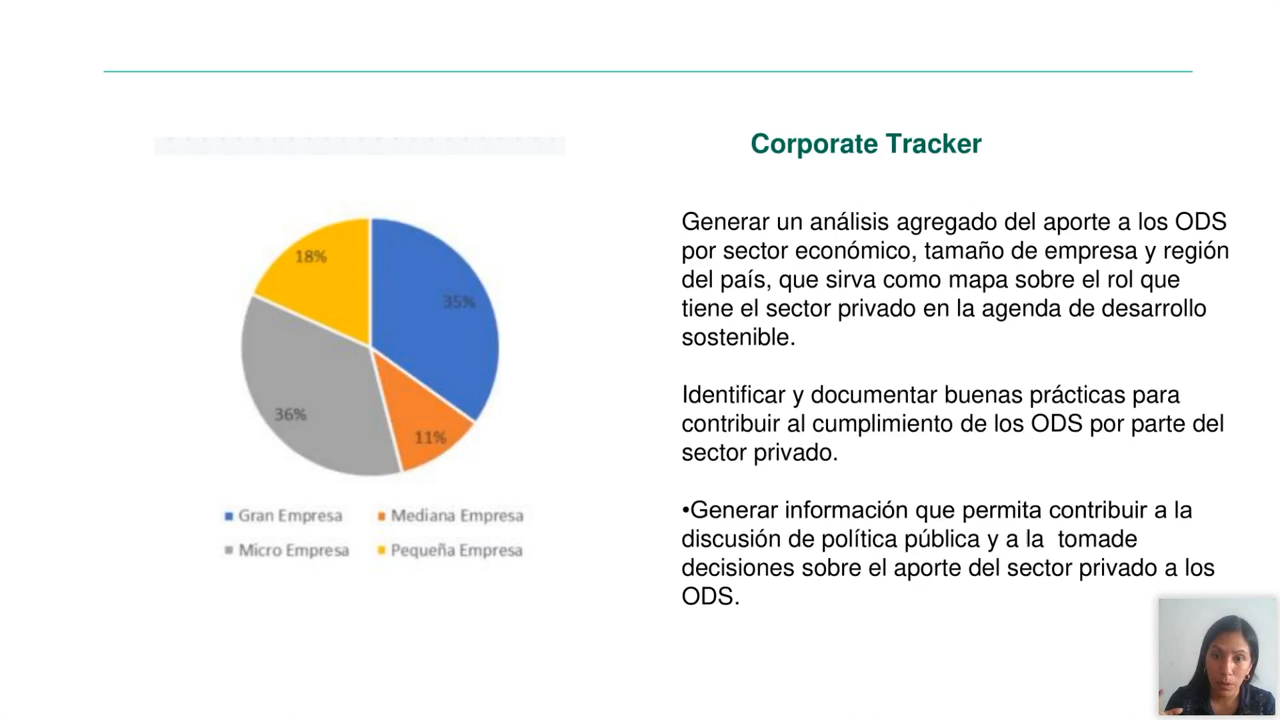 Corporate Tracker
18%
35%
36%
11%
Gran Empresa
Mediana Empresa
Micro Empresa
Pequeña Empresa
Generar un análisis agregado del aporte a los ODS
por sector económico, tamaño de empresa y región
del país, que sirva como mapa sobre el rol que
tiene el sector privado en la agenda de desarrollo
sostenible.
Identificar y documentar buenas prácticas para
contribuir al cumplimiento de los ODS por parte del
sector privado.
•Generar información que permita contribuir a la
discusión de política pública y a la  tomade
decisiones sobre el aporte del sector privado a los
ODS.